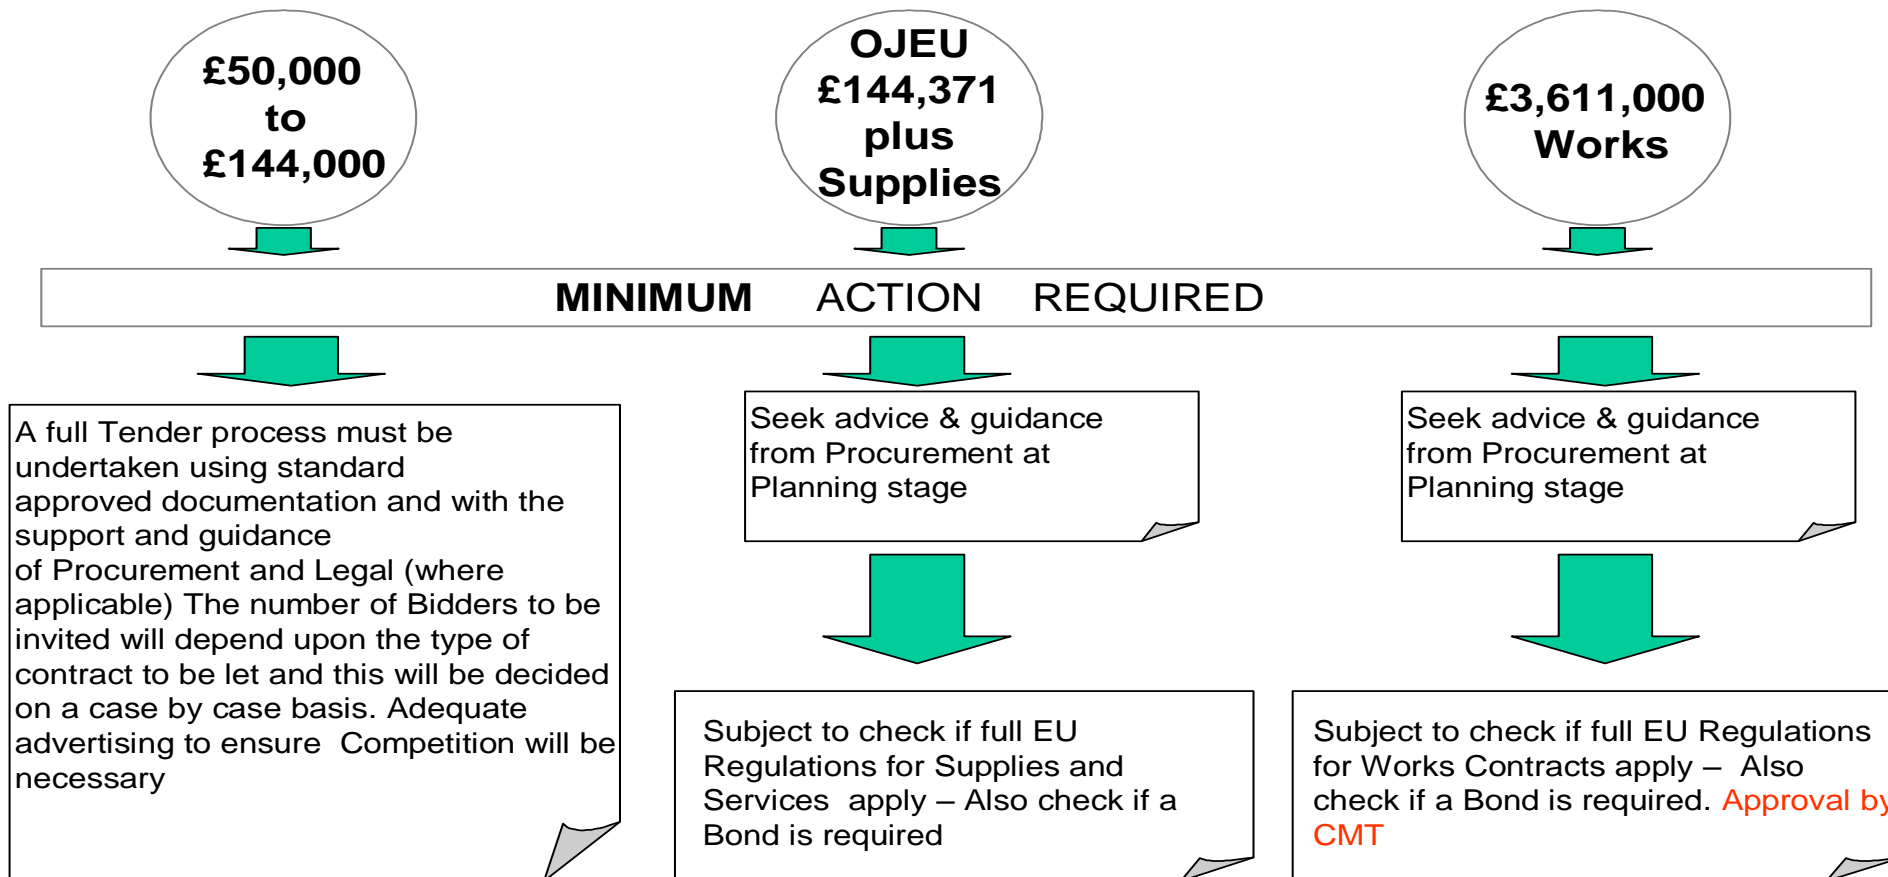 £50,000
to
£144,000
OJEU
£144,371
plus
Supplies
£3,611,000
Works
MINIMUM ACTION REQUIRED
A full Tender process must be
undertaken using standard
approved documentation and with the
support and guidance
of Procurement and Legal (where
applicable) The number of Bidders to be
invited will depend upon the type of
contract to be let and this will be decided
on a case by case basis. Adequate
advertising to ensure Competition will be
necessary
Seek advice & guidance
from Procurement at
Planning stage
Subject to check if full EU
Regulations for Supplies and
Services apply – Also check if a
Bond is required
Seek advice & guidance
from Procurement at
Planning stage
Subject to check if full EU Regulations
for Works Contracts apply – Also
check if a Bond is required. Approval by
CMT